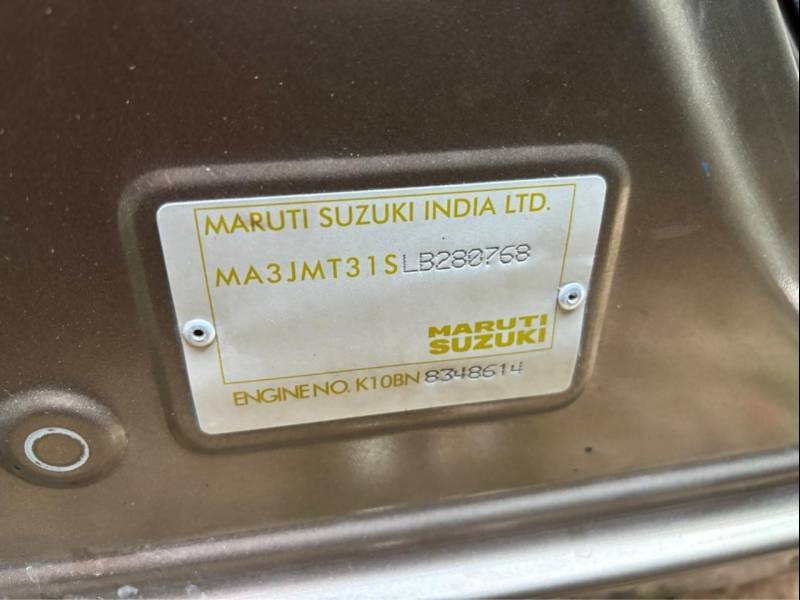 MARUTI SUZUKI INDIA LTD.
MA3JMT31SLB280768
MARUTI
SUZUKI
ENGINE NO. K10BN 8348614